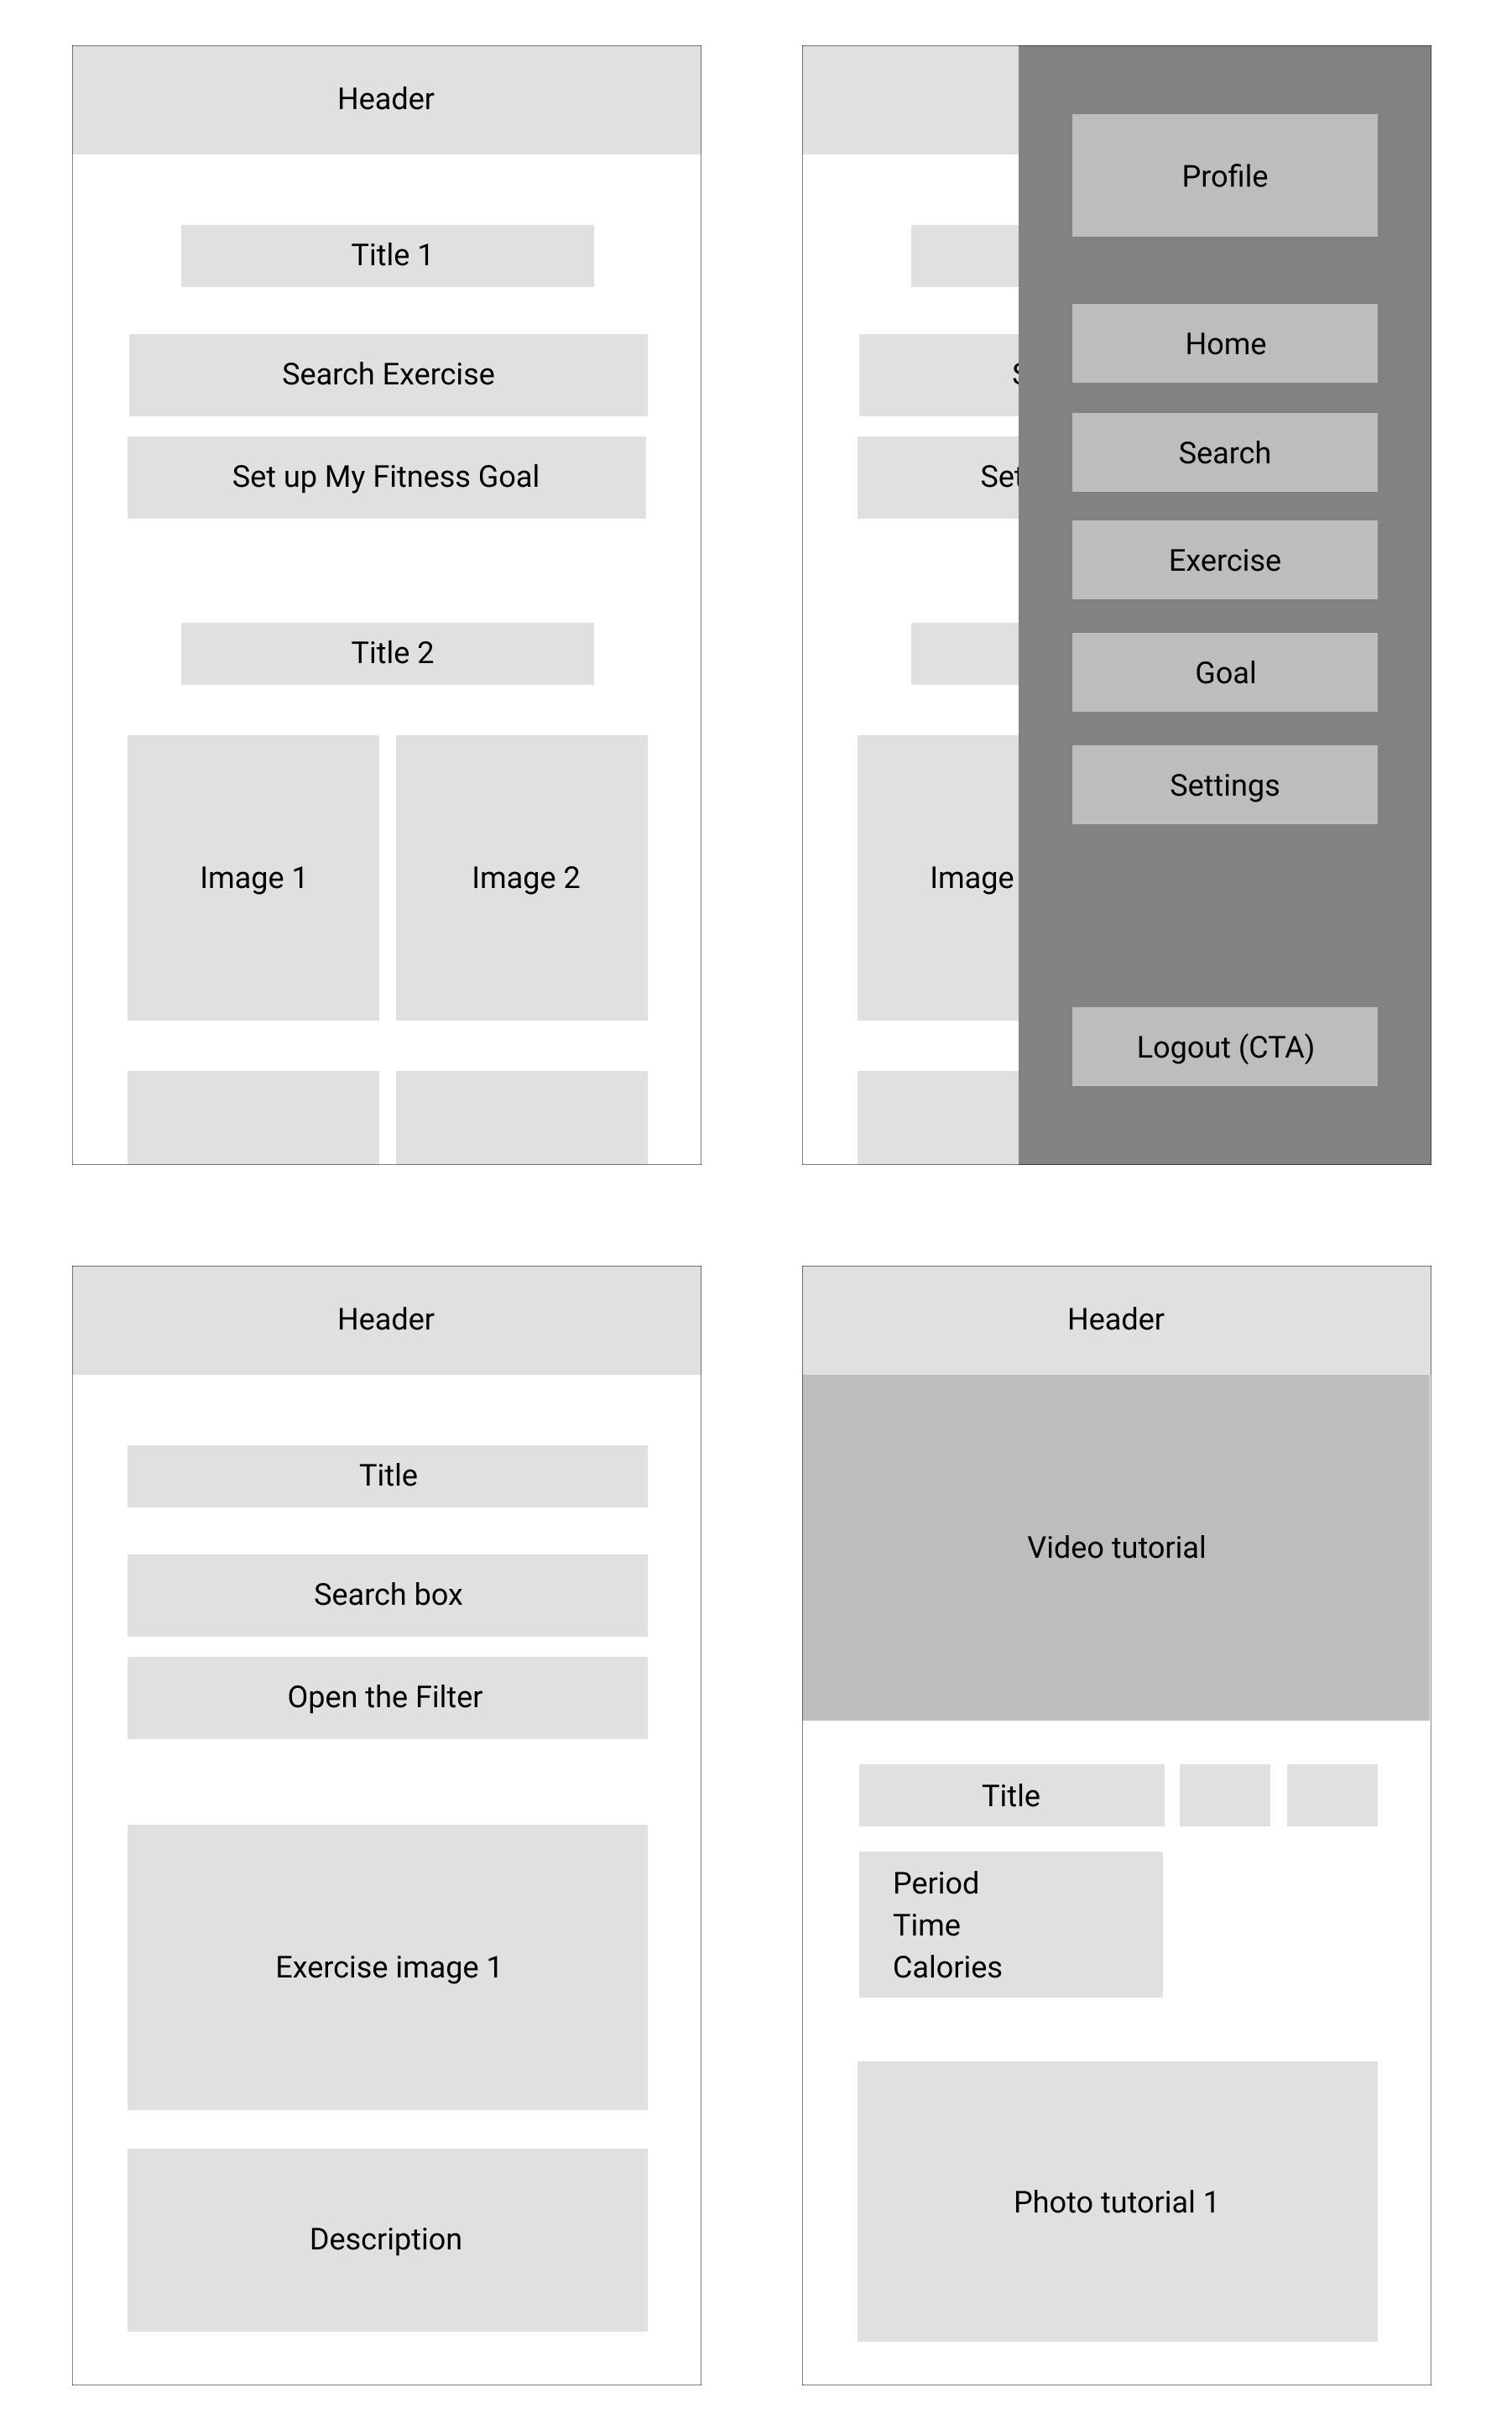 Header
Title 1
Search Exercise
Set up My Fitness Goal
Title 2
Image 1
Image 2
S
Set
Image
Profile
Home
Search
Exercise
Goal
Settings
Logout (CTA)
Header
Title
Search box
Open the Filter
Exercise image 1
Description
Header
Video tutorial
Title
Period
Time
Calories
Photo tutorial 1